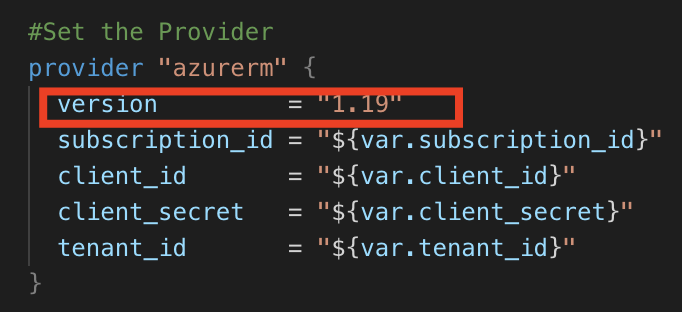 #Set the Provider
provider "azurerm" {
version = "1.19"
subscription_id = "${var.subscription_id}"
client_id = "${var.client_id}"
client_secret = "${var.client_secret}"
tenant_id = "${var.tenant_id}"
}